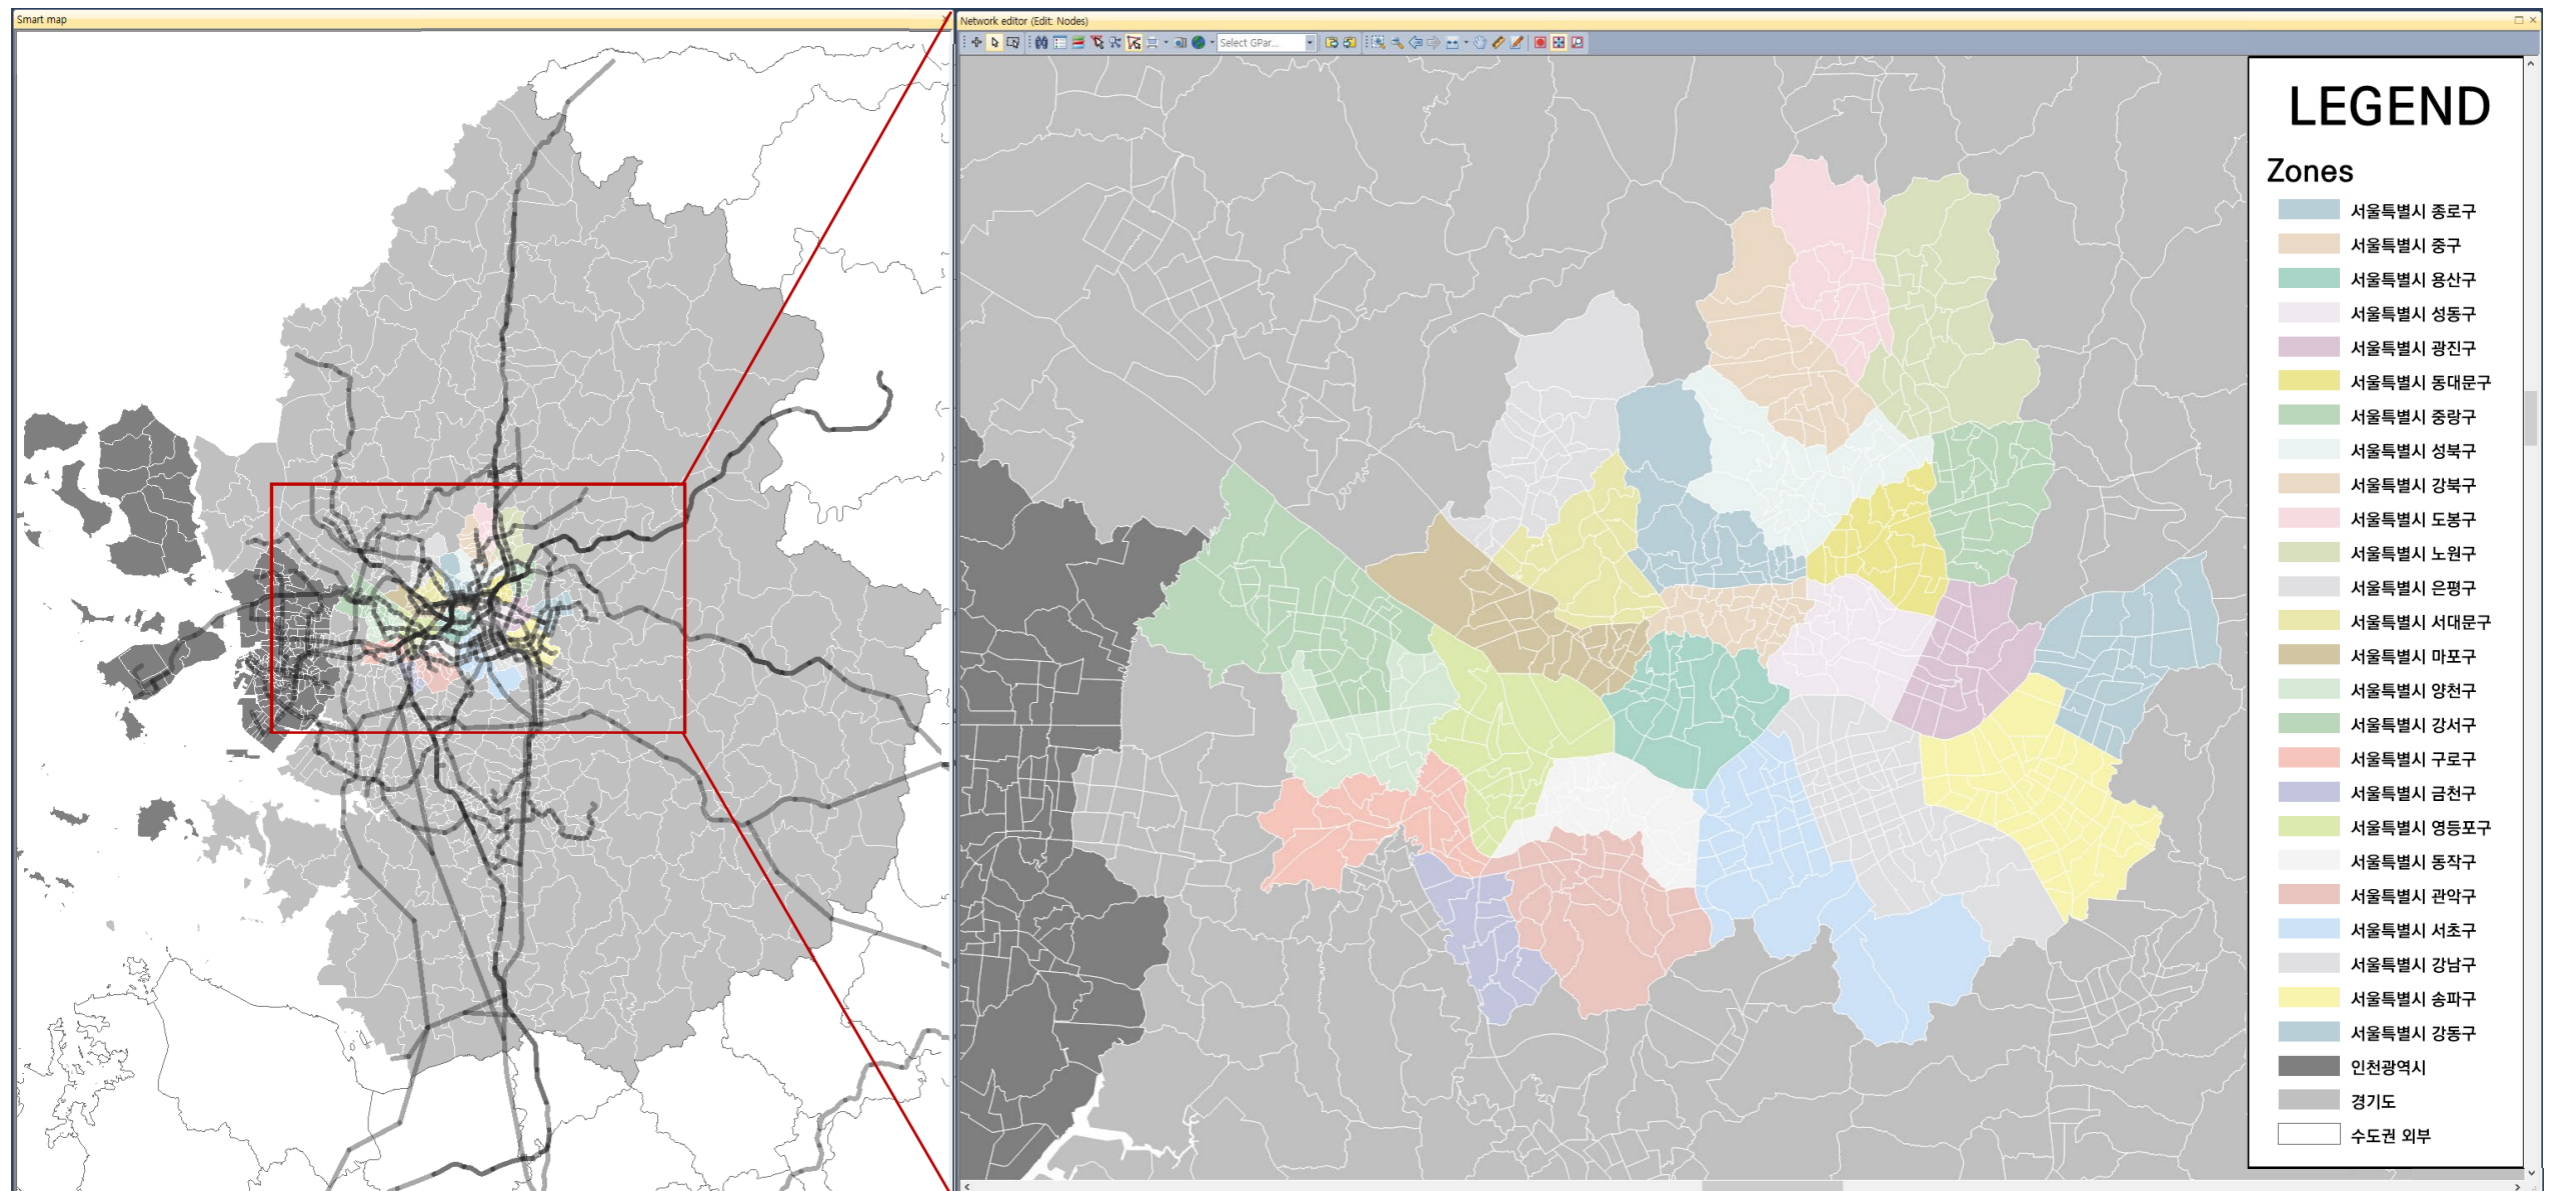 Smart map
Network editor (Edit: Nodes)
Select GPar...
LEGEND
Zones
서울특별시 종로구
서울특별시 중구
서울특별시 용산구
서울특별시 성동구
서울특별시 광진구
서울특별시 동대문구
서울특별시 중랑구
서울특별시 성북구
서울특별시 강북구
서울특별시 도봉구
서울특별시 노원구
서울특별시 은평구
서울특별시 서대문구
서울특별시 마포구
서울특별시 양천구
서울특별시 강서구
서울특별시 구로구
서울특별시 금천구
서울특별시 영등포구
서울특별시 동작구
서울특별시 관악구
서울특별시 서초구
서울특별시 강남구
서울특별시 송파구
서울특별시 강동구
인천광역시
경기도
수도권 외부